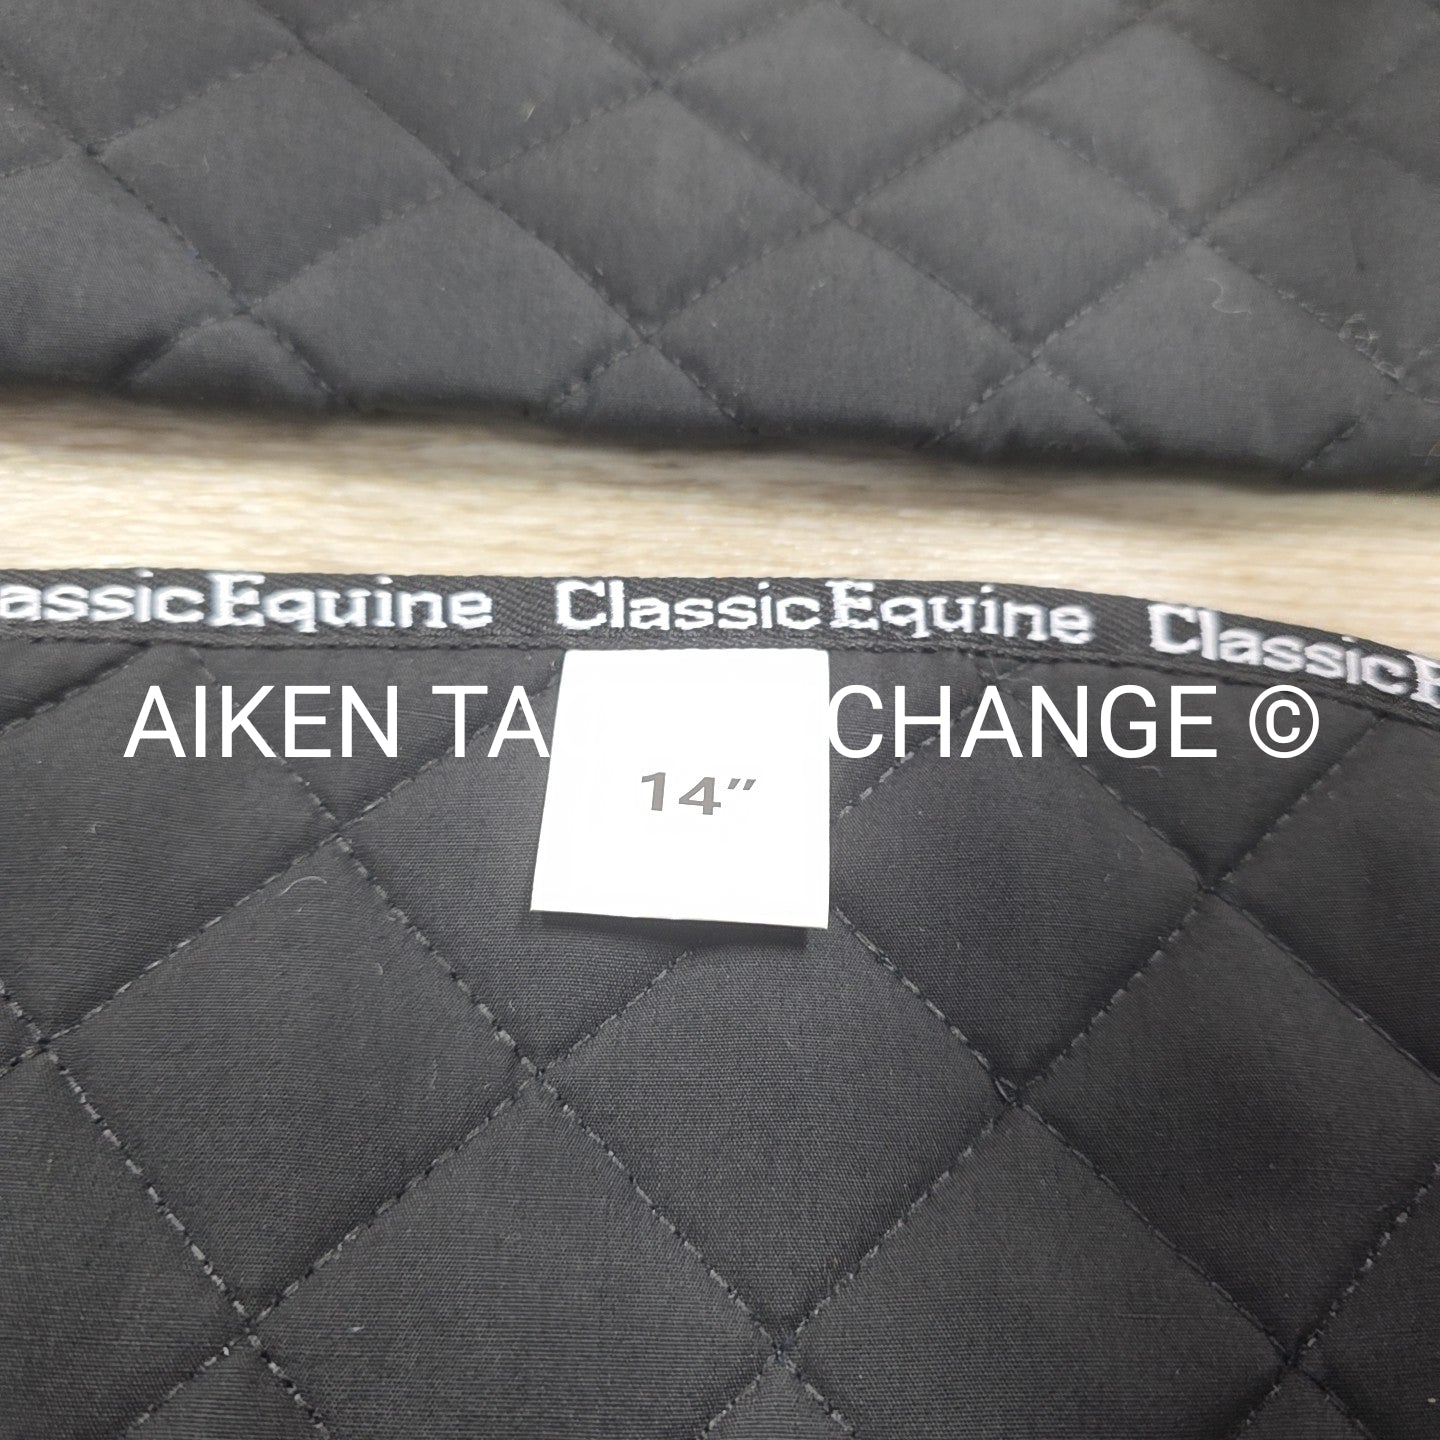 assicEquine ClassicEquine ClassicE
AIKEN TA CHANGE ©
14"